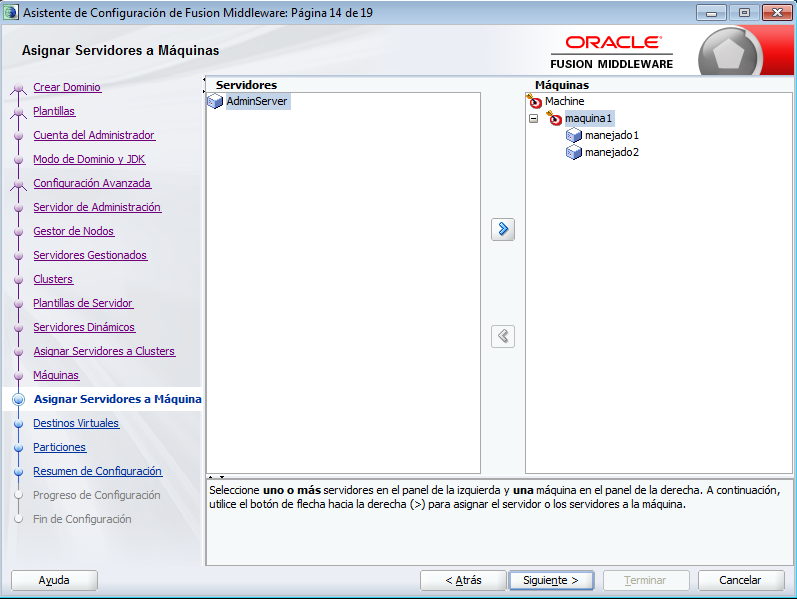 Asistente de Configuración de Fusion Middleware: Página 14 de 19
Asignar Servidores a Máquinas
ORACLE
FUSION MIDDLEWARE
Crear Dominio
Plantillas
Cuenta del Administrador
Modo de Dominio y JDK
Configuración Avanzada
Servidor de Administración
Gestor de Nodos
Servidores Gestionados
Clusters
Plantillas de Servidor
Servidores Dinámicos
Asignar Servidores a Clusters
Máquinas
Asignar Servidores a Máquina
Destinos Virtuales
Particiones
Resumen de Configuración
Progreso de Configuración
Fin de Configuración
Servidores
AdminServer
Máquinas
Machine
maquina1
manejado1
manejado2
Seleccione uno o más servidores en el panel de la izquierda y una máquina en el panel de la derecha. A continuación,
utilice el botón de flecha hacia la derecha (>) para asignar el servidor o los servidores a la máquina.
Ayuda
< Atrás
Siguiente >
Terminar
Cancelar